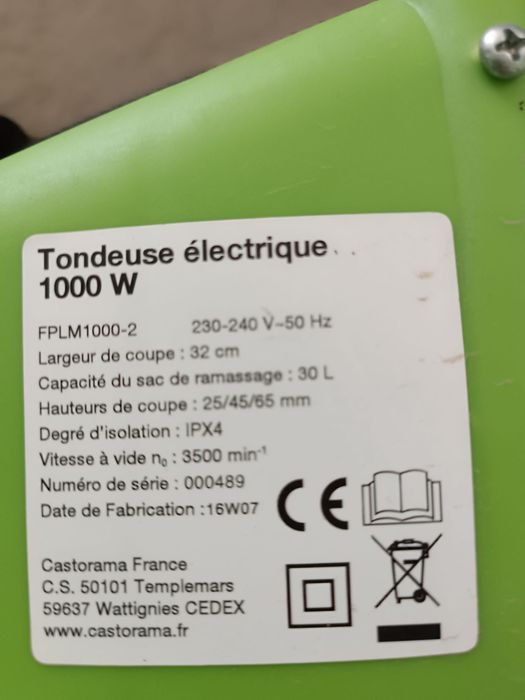 Tondeuse électrique
1000 W
FPLM1000-2 230-240 V~50 Hz
Largeur de coupe : 32 cm
Capacité du sac de ramassage : 30 L
Hauteurs de coupe : 25/45/65 mm
Degré d'isolation : IPX4
Vitesse à vide n₀ : 3500 min⁻¹
Numéro de série : 000489
Date de Fabrication :16W07
CE
Castorama France
C.S. 50101 Templemars
59637 Wattignies CEDEX
www.castorama.fr